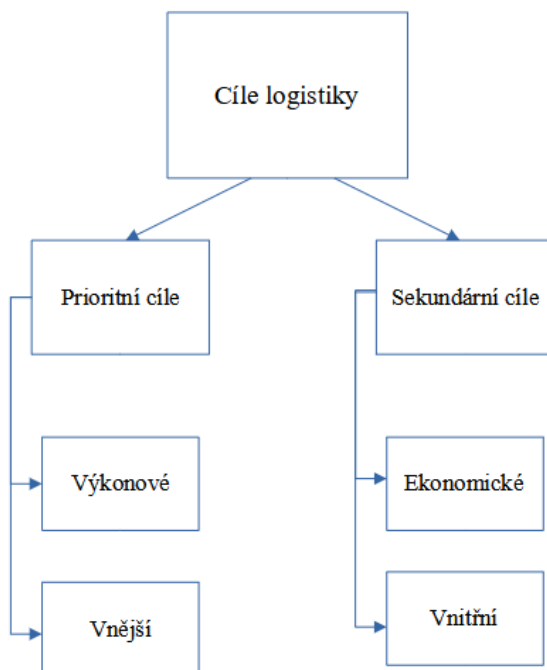 Cíle logistiky
Prioritní cíle
Sekundární cíle
Výkonové
Ekonomické
Vnější
Vnitřní